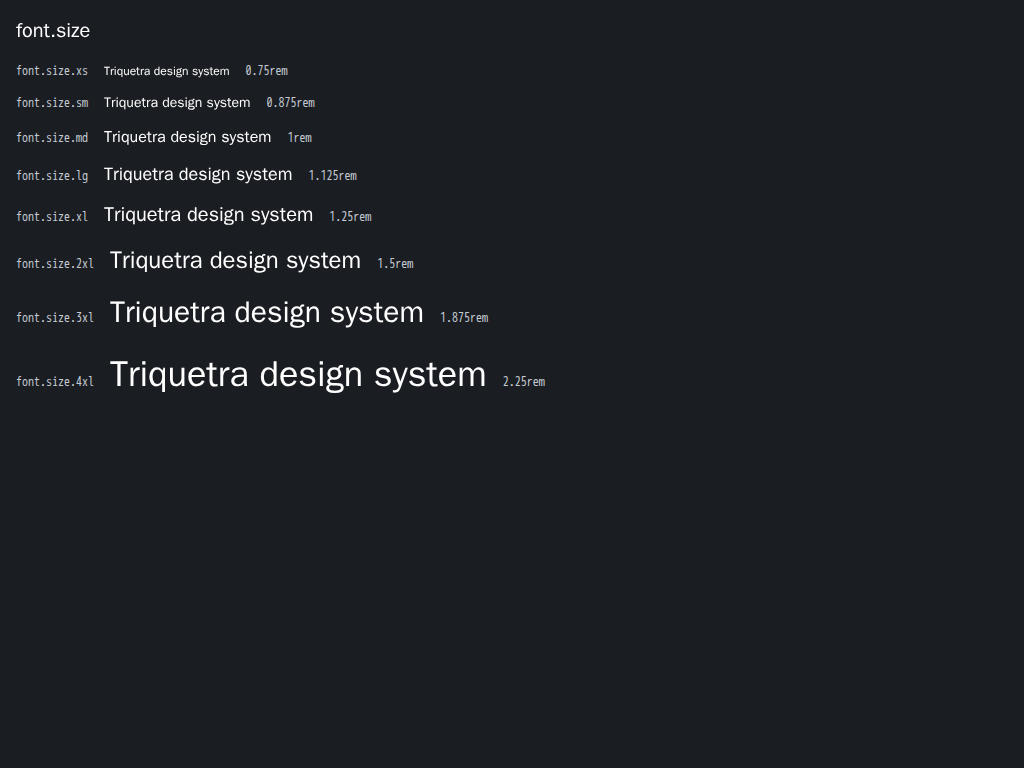 font.size
font.size.xs Triquetra design system 0.75rem
font.size.sm Triquetra design system 0.875rem
font.size.md Triquetra design system 1rem
font.size.lg Triquetra design system 1.125rem
font.size.xl Triquetra design system 1.25rem
font.size.2xl Triquetra design system 1.5rem
font.size.3xl Triquetra design system 1.875rem
font.size.4xl Triquetra design system 2.25rem